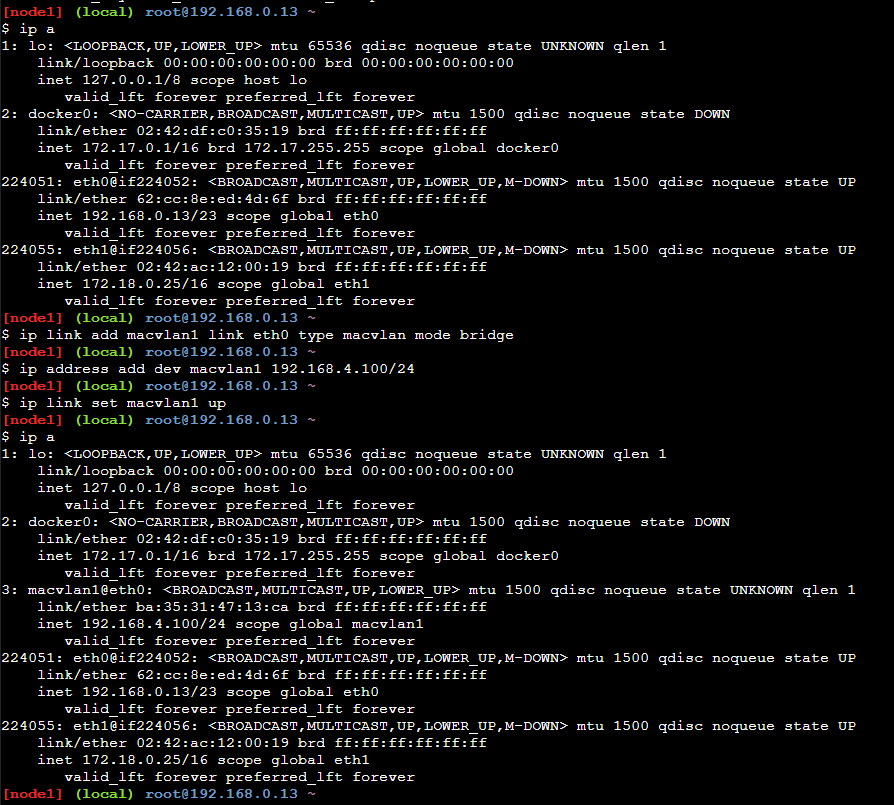 [node1] (local) root@192.168.0.13 ~
$ ip a
1: lo: <LOOPBACK,UP,LOWER_UP> mtu 65536 qdisc noqueue state UNKNOWN qlen 1
    link/loopback 00:00:00:00:00:00 brd 00:00:00:00:00:00
    inet 127.0.0.1/8 scope host lo
       valid_lft forever preferred_lft forever
2: docker0: <NO-CARRIER,BROADCAST,MULTICAST,UP> mtu 1500 qdisc noqueue state DOWN
    link/ether 02:42:df:c0:35:19 brd ff:ff:ff:ff:ff:ff
    inet 172.17.0.1/16 brd 172.17.255.255 scope global docker0
       valid_lft forever preferred_lft forever
224051: eth0@if224052: <BROADCAST,MULTICAST,UP,LOWER_UP,M-DOWN> mtu 1500 qdisc noqueue state UP
    link/ether 62:cc:8e:ed:4d:6f brd ff:ff:ff:ff:ff:ff
    inet 192.168.0.13/23 scope global eth0
       valid_lft forever preferred_lft forever
224055: eth1@if224056: <BROADCAST,MULTICAST,UP,LOWER_UP,M-DOWN> mtu 1500 qdisc noqueue state UP
    link/ether 02:42:ac:12:00:19 brd ff:ff:ff:ff:ff:ff
    inet 172.18.0.25/16 scope global eth1
       valid_lft forever preferred_lft forever
[node1] (local) root@192.168.0.13 ~
$ ip link add macvlan1 link eth0 type macvlan mode bridge
[node1] (local) root@192.168.0.13 ~
$ ip address add dev macvlan1 192.168.4.100/24
[node1] (local) root@192.168.0.13 ~
$ ip link set macvlan1 up
[node1] (local) root@192.168.0.13 ~
$ ip a
1: lo: <LOOPBACK,UP,LOWER_UP> mtu 65536 qdisc noqueue state UNKNOWN qlen 1
    link/loopback 00:00:00:00:00:00 brd 00:00:00:00:00:00
    inet 127.0.0.1/8 scope host lo
       valid_lft forever preferred_lft forever
2: docker0: <NO-CARRIER,BROADCAST,MULTICAST,UP> mtu 1500 qdisc noqueue state DOWN
    link/ether 02:42:df:c0:35:19 brd ff:ff:ff:ff:ff:ff
    inet 172.17.0.1/16 brd 172.17.255.255 scope global docker0
       valid_lft forever preferred_lft forever
3: macvlan1@eth0: <BROADCAST,MULTICAST,UP,LOWER_UP> mtu 1500 qdisc noqueue state UNKNOWN qlen 1
    link/ether ba:35:31:47:13:ca brd ff:ff:ff:ff:ff:ff
    inet 192.168.4.100/24 scope global macvlan1
       valid_lft forever preferred_lft forever
224051: eth0@if224052: <BROADCAST,MULTICAST,UP,LOWER_UP,M-DOWN> mtu 1500 qdisc noqueue state UP
    link/ether 62:cc:8e:ed:4d:6f brd ff:ff:ff:ff:ff:ff
    inet 192.168.0.13/23 scope global eth0
       valid_lft forever preferred_lft forever
224055: eth1@if224056: <BROADCAST,MULTICAST,UP,LOWER_UP,M-DOWN> mtu 1500 qdisc noqueue state UP
    link/ether 02:42:ac:12:00:19 brd ff:ff:ff:ff:ff:ff
    inet 172.18.0.25/16 scope global eth1
       valid_lft forever preferred_lft forever
[node1] (local) root@192.168.0.13 ~